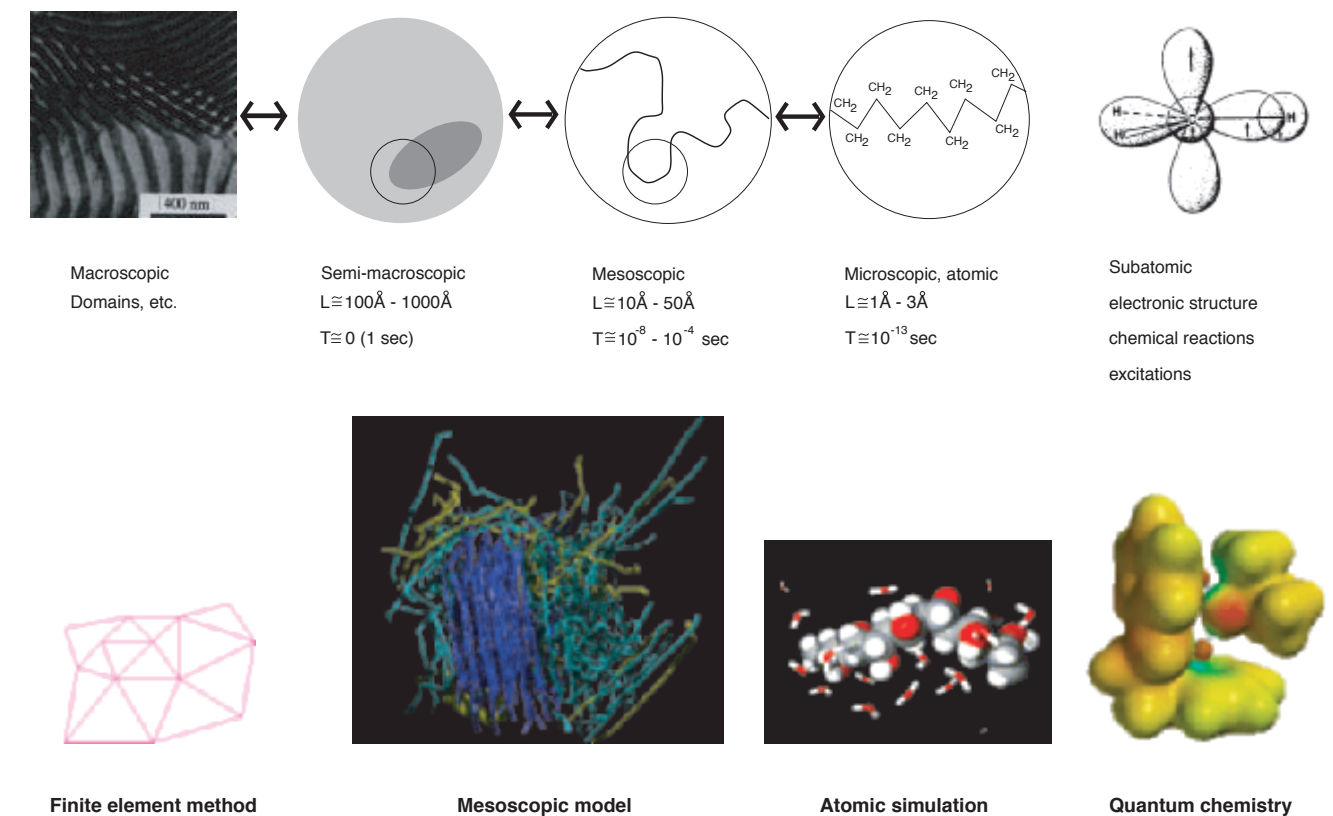 400 nm
CH2
CH2
CH2
CH2
CH2
CH2
CH2
CH2
CH2
H
H
H
Macroscopic
Domains, etc.
Semi-macroscopic
L≅100Å - 1000Å
T≅ 0 (1 sec)
Mesoscopic
L≅10Å - 50Å
T≅10⁻⁸ - 10⁻⁴ sec
Microscopic, atomic
L≅1Å - 3Å
T≅10⁻¹³ sec
Subatomic
electronic structure
chemical reactions
excitations
Finite element method
Mesoscopic model
Atomic simulation
Quantum chemistry